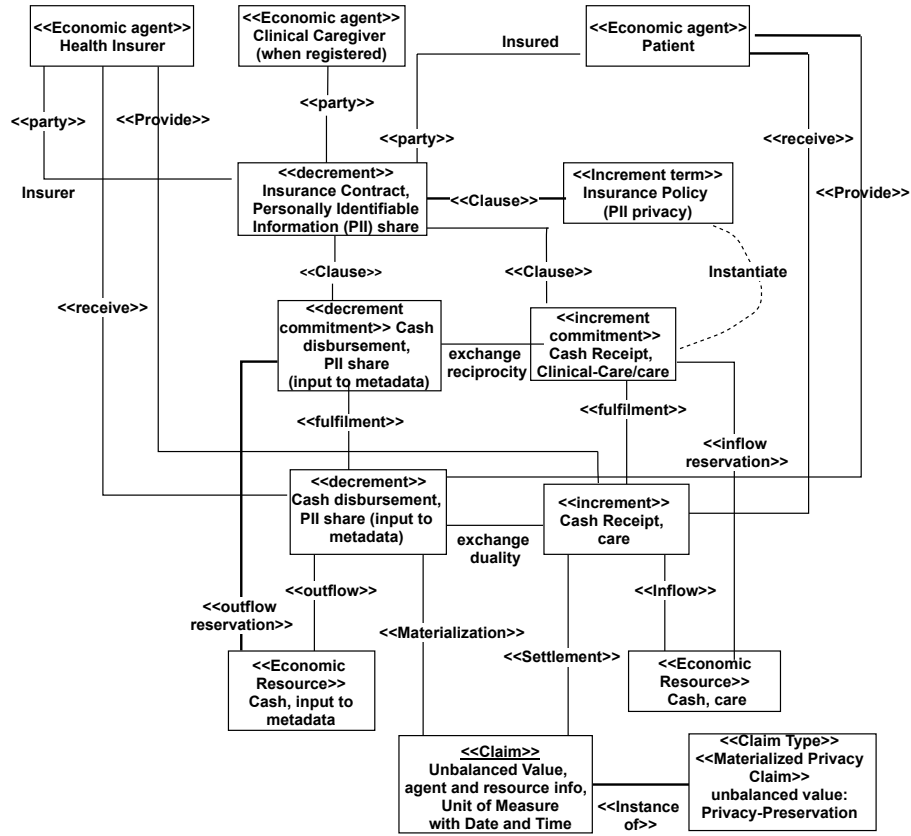 <<Economic agent>>
Health Insurer
<<Economic agent>>
Clinical Caregiver
(when registered)
<<Economic agent>>
Patient
Insured
<<party>>
<<Provide>>
<<party>>
<<party>>
<<receive>>
<<Provide>>
Insurer
<<decrement>>
Insurance Contract,
Personally Identifiable
Information (PII) share
<<Clause>>
<<Increment term>>
Insurance Policy
(PII privacy)
<<Clause>>
<<Clause>>
Instantiate
<<receive>>
<<decrement
commitment>> Cash
disbursement,
PII share
(input to metadata)
exchange
reciprocity
<<increment
commitment>>
Cash Receipt,
Clinical-Care/care
<<fulfilment>>
<<fulfilment>>
<<inflow
reservation>>
<<decrement>>
Cash disbursement,
PII share (input to
metadata)
exchange
duality
<<increment>>
Cash Receipt,
care
<<outflow
reservation>>
<<outflow>>
<<Materialization>>
<<Settlement>>
<<Inflow>>
<<Economic
Resource>>
Cash, input to
metadata
<<Economic
Resource>>
Cash, care
<<Claim>>
Unbalanced Value,
agent and resource info,
Unit of Measure
with Date and Time
<<Instance
of>>
<<Claim Type>>
<<Materialized Privacy
Claim>>
unbalanced value:
Privacy-Preservation